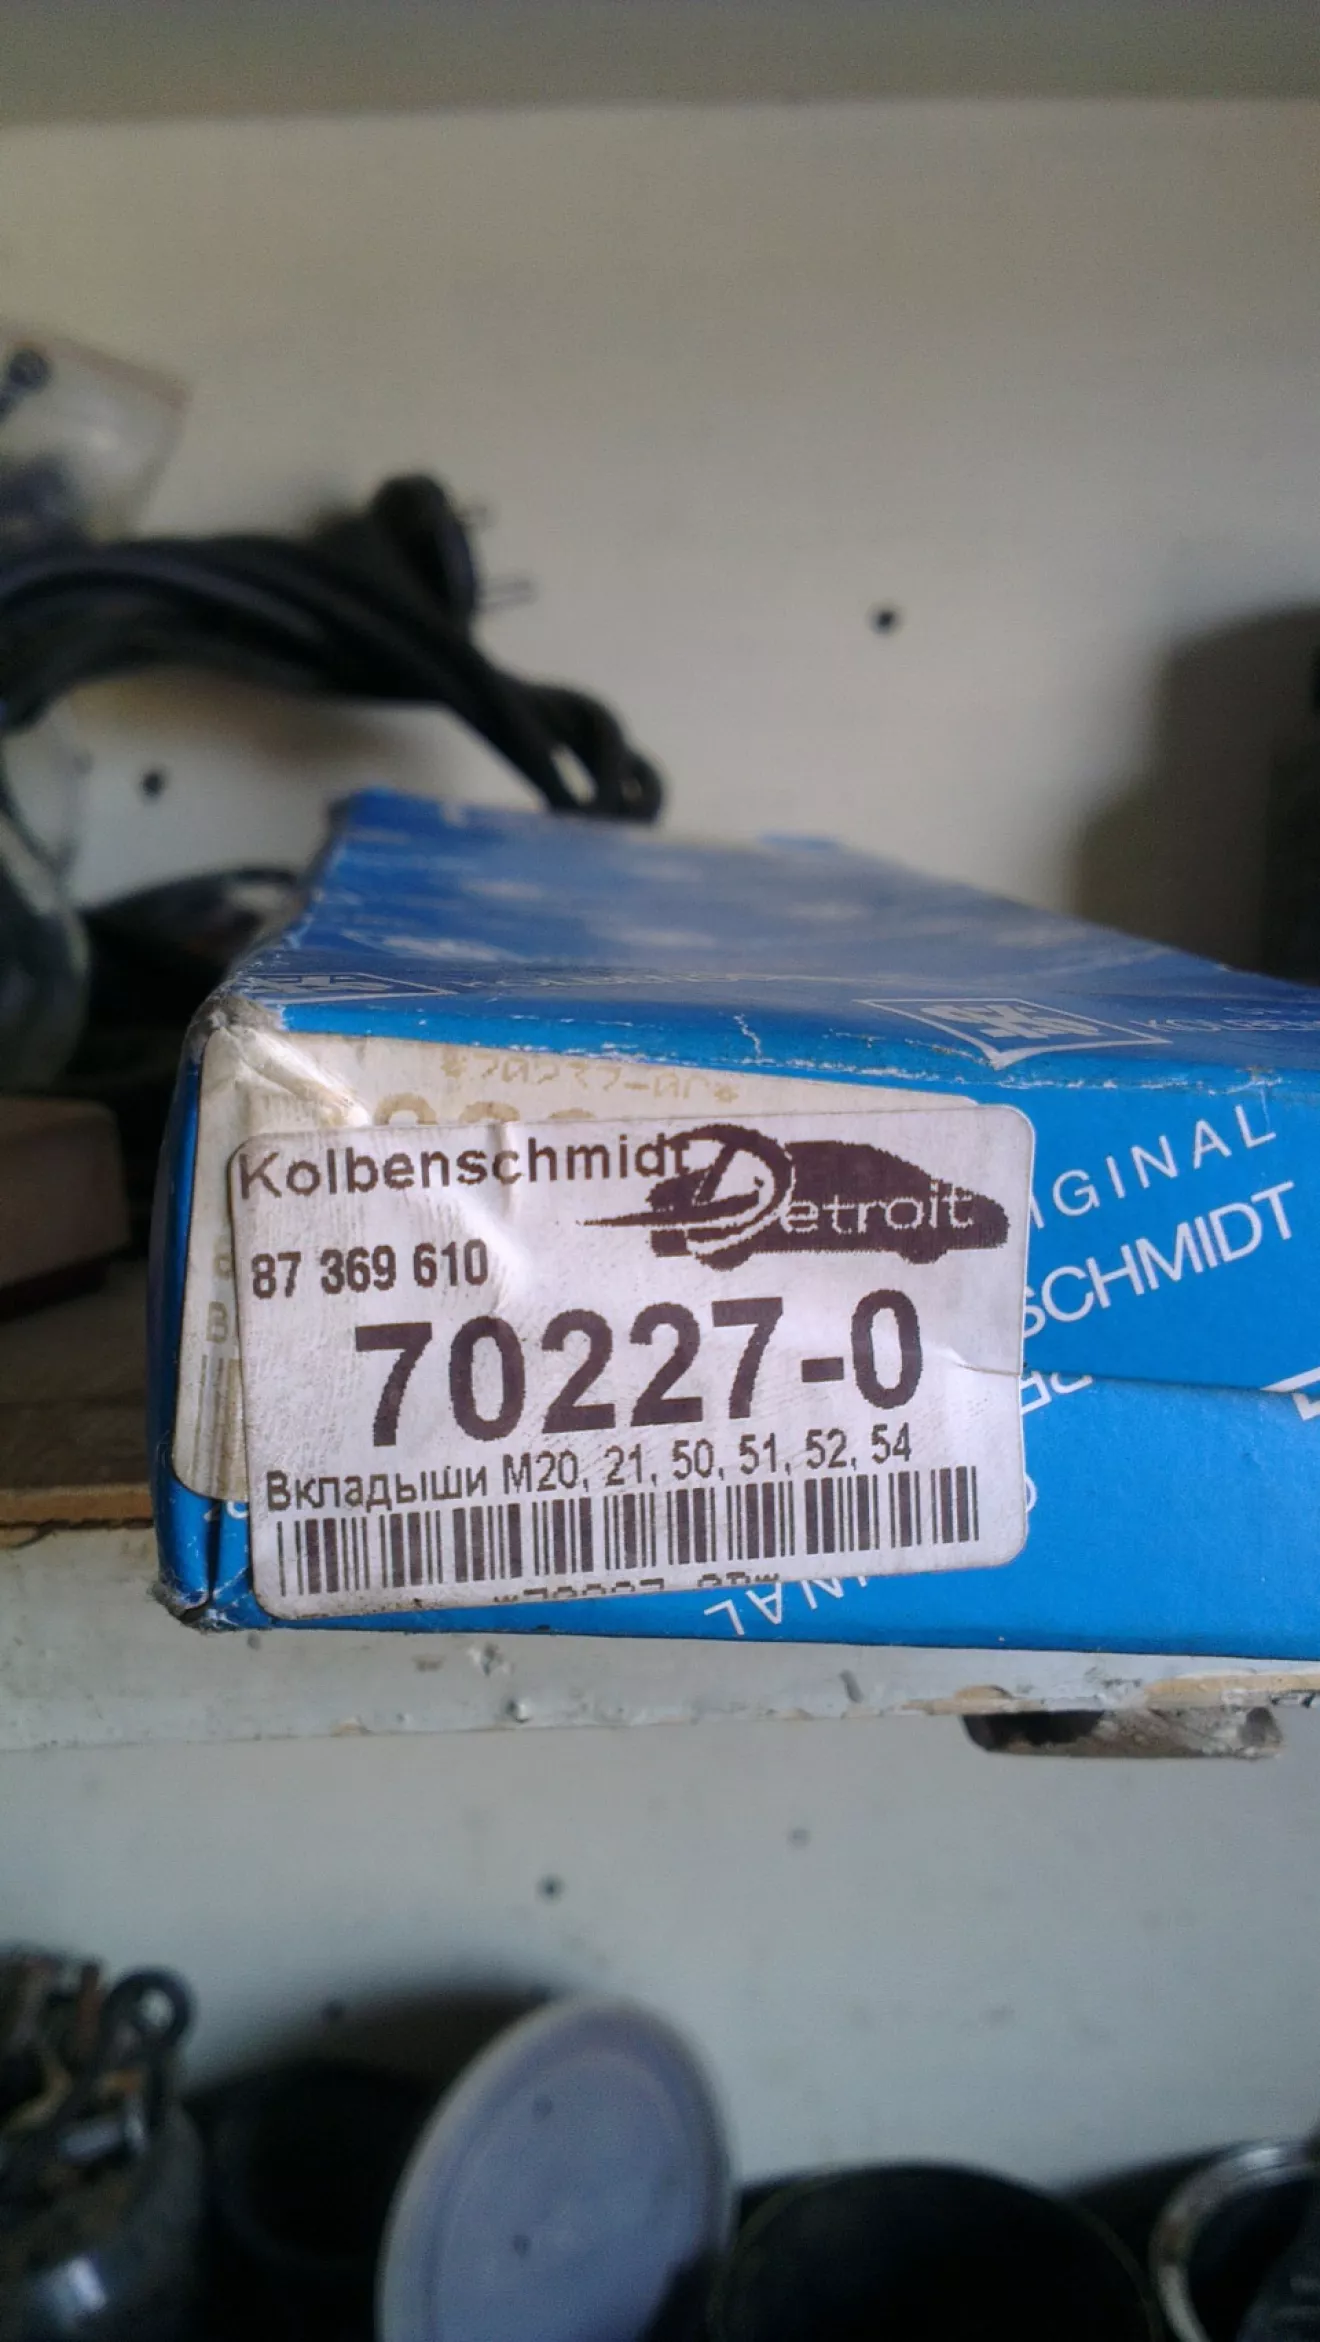 Kolbenschmidt
Detroit
87 369 610
70227-0
Вкладыши M20, 21, 50, 51, 52, 54
IGINAL
SCHMIDT